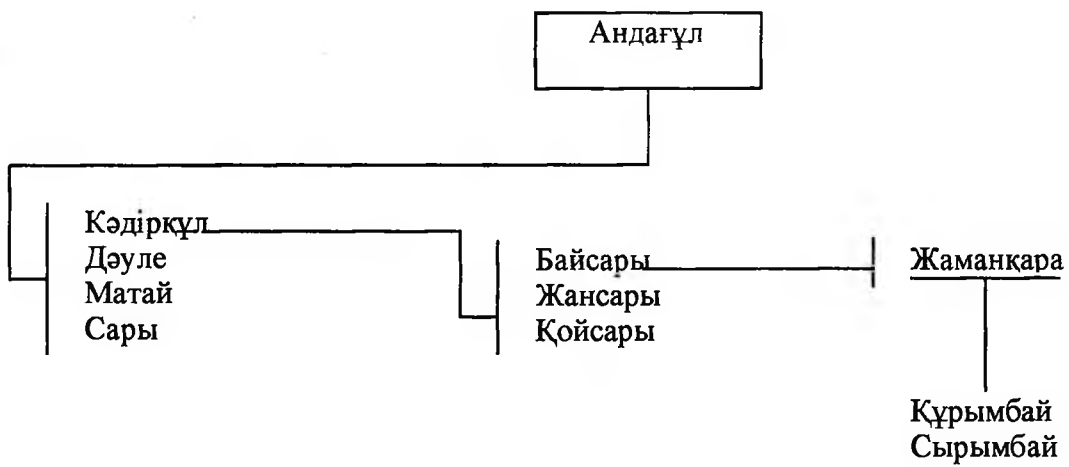 Андағұл
Кәдірқұл
Дәуле
Матай
Сары
Байсары
Жансары
Қойсары
Жаманқара
Құрымбай
Сырымбай